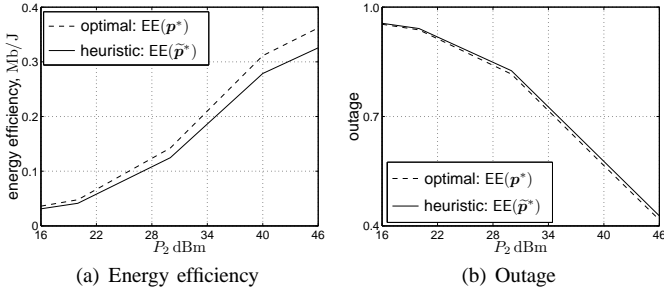 0.4
0.3
0.2
0.1
0
energy efficiency, Mb/J
optimal: EE(p*)
heuristic: EE(p̃*)
16 22 28 34 40 46
P₂ dBm
(a) Energy efficiency
1.0
0.7
0.4
outage
optimal: EE(p*)
heuristic: EE(p̃*)
16 22 28 34 40 46
P₂ dBm
(b) Outage